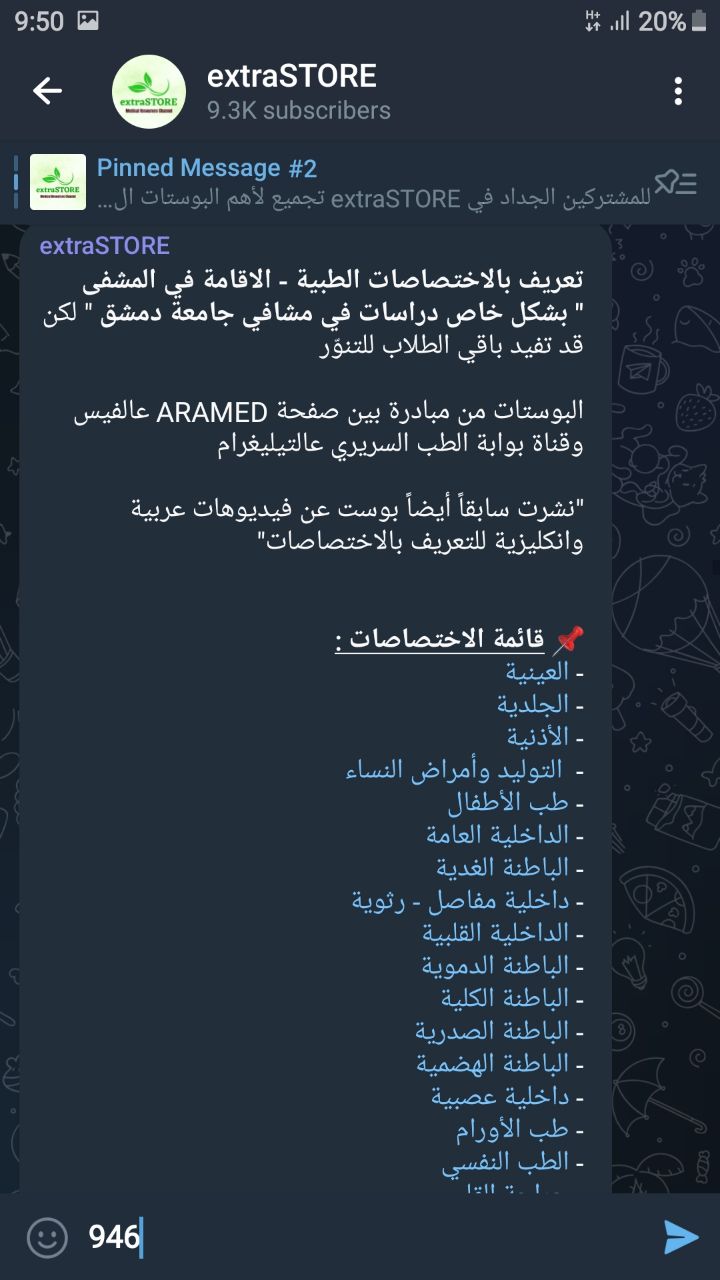 9:50
H+
20%
extraSTORE
extraSTORE
9.3K subscribers
Pinned Message #2
extraSTORE
للمشتركين الجداد في extraSTORE تجميع لأهم البوستات ال...
extraSTORE
تعريف بالاختصاصات الطبية - الاقامة في المشفى
" بشكل خاص دراسات في مشافي جامعة دمشق " لكن
قد تفيد باقي الطلاب للتنوّر
البوستات من مبادرة بين صفحة ARAMED عالفيس
وقناة بوابة الطب السريري عالتيليغرام
"نشرت سابقاً أيضاً بوست عن فيديوهات عربية
وانكليزية للتعريف بالاختصاصات"
📌 قائمة الاختصاصات :
- العينية
- الجلدية
- الأذنية
- التوليد وأمراض النساء
- طب الأطفال
- الداخلية العامة
- الباطنة الغدية
- داخلية مفاصل - رثوية
- الداخلية القلبية
- الباطنة الدموية
- الباطنة الكلية
- الباطنة الصدرية
- الباطنة الهضمية
- داخلية عصبية
- طب الأورام
- الطب النفسي
946